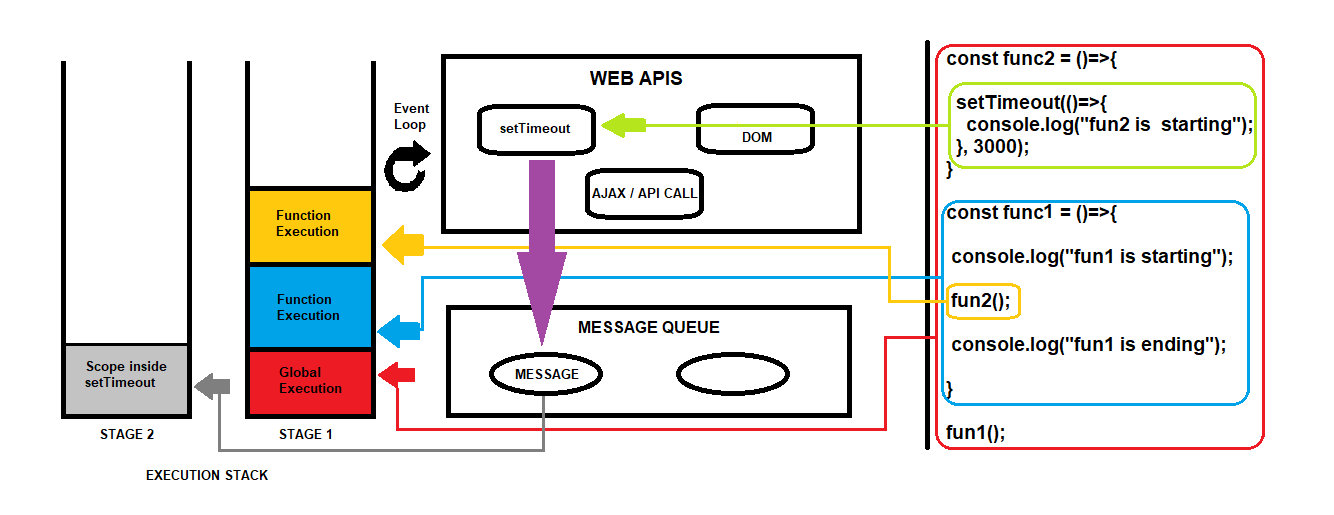 Event
Loop
WEB APIS
setTimeout
DOM
AJAX / API CALL
Function
Execution
Function
Execution
Global
Execution
Scope inside
setTimeout
STAGE 2
STAGE 1
EXECUTION STACK
MESSAGE QUEUE
MESSAGE
const func2 = ()=>{
setTimeout(()=>{
console.log("fun2 is  starting");
}, 3000);
}
const func1 = ()=>{
console.log("fun1 is starting");
fun2();
console.log("fun1 is ending");
}
fun1();